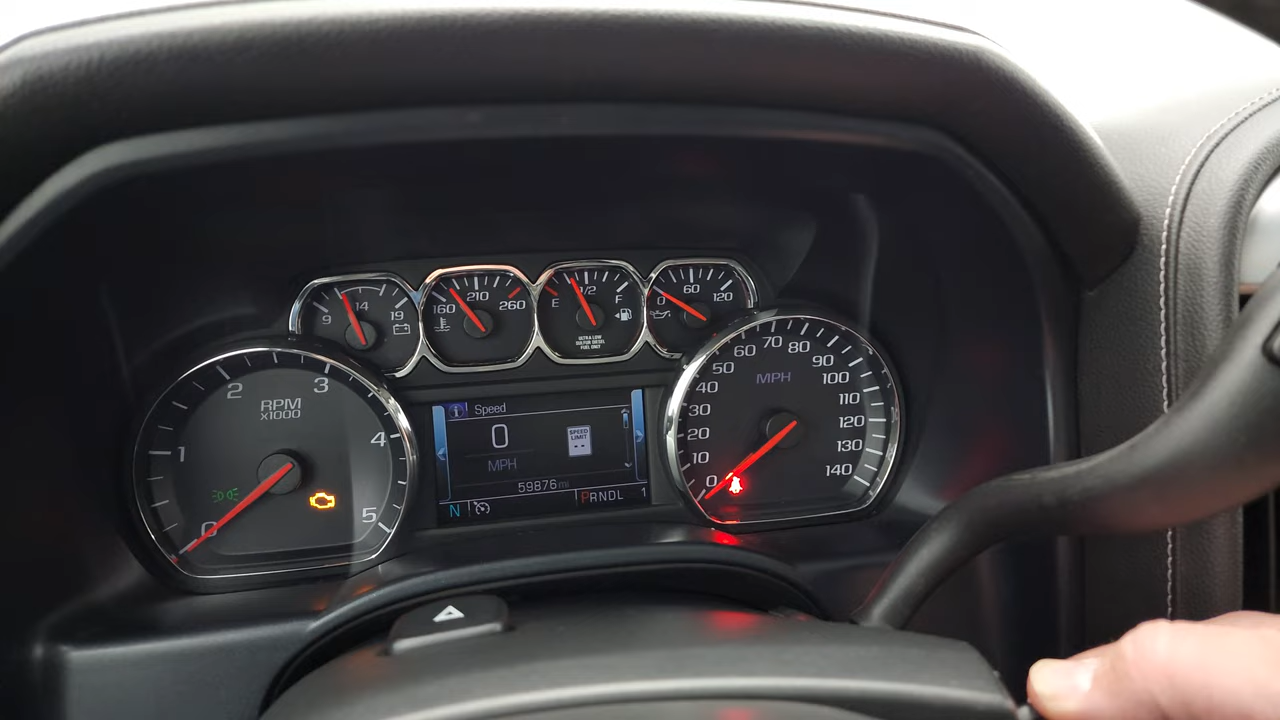 9 14 19
160 210 260
E 1/2 F
ULTRA LOW
SULFUR DIESEL
FUEL ONLY
0 60 120
0 1 2 3 4 5
RPM
X1000
Speed
0
MPH
SPEED
LIMIT
--
59876 mi
N PRNDL 1
0 10 20 30 40 50 60 70 80 90 100 110 120 130 140
MPH